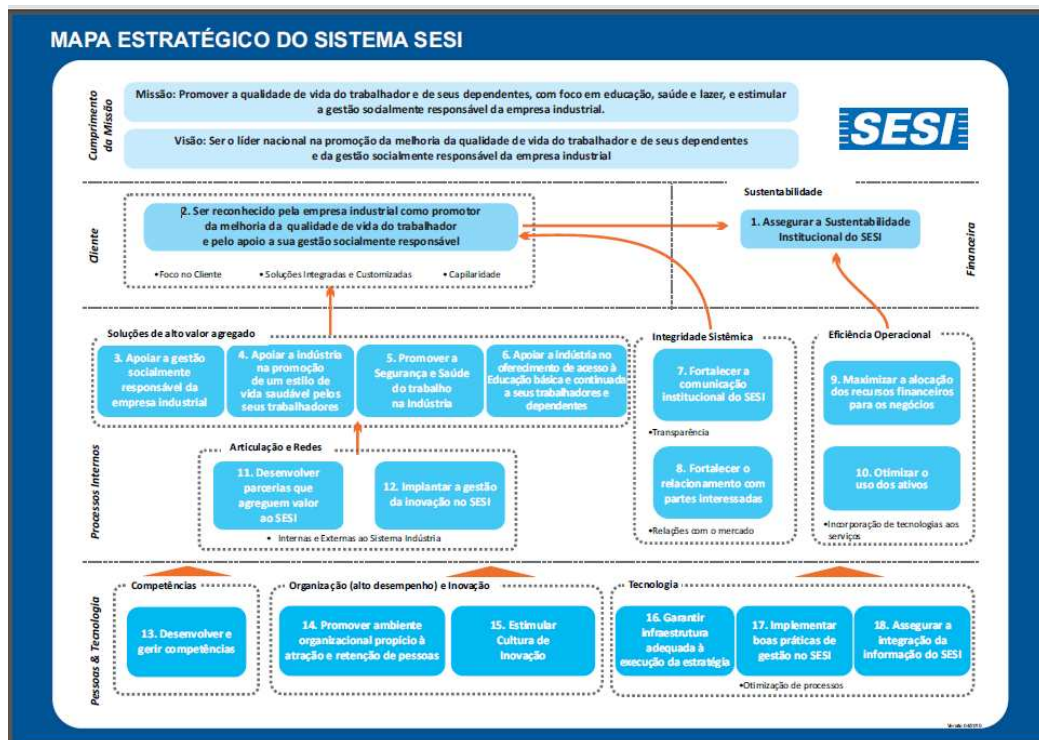 MAPA ESTRATÉGICO DO SISTEMA SESI
Cumprimento
da Missão
Missão: Promover a qualidade de vida do trabalhador e de seus dependentes, com foco em educação, saúde e lazer, e estimular
a gestão socialmente responsável da empresa industrial.
Visão: Ser o líder nacional na promoção da melhoria da qualidade de vida do trabalhador e de seus dependentes
e da gestão socialmente responsável da empresa industrial
SESI
Cliente
2. Ser reconhecido pela empresa industrial como promotor
da melhoria da qualidade de vida do trabalhador
e pelo apoio a sua gestão socialmente responsável
•Foco no Cliente
•Soluções Integradas e Customizadas
•Capilaridade
Sustentabilidade
1. Assegurar a Sustentabilidade
Institucional do SESI
Financeira
Processos Internos
Soluções de alto valor agregado
3. Apoiar a gestão
socialmente
responsável da
empresa industrial
4. Apoiar a indústria
na promoção
de um estilo de
vida saudável pelos
seus trabalhadores
5. Promover a
Segurança e Saúde
do trabalho
na Indústria
6. Apoiar a indústria no
oferecimento de acesso à
Educação básica e continuada
a seus trabalhadores e
dependentes
Integridade Sistêmica
7. Fortalecer a
comunicação
institucional do SESI
•Transparência
8. Fortalecer o
relacionamento com
partes interessadas
•Relações com o mercado
Eficiência Operacional
9. Maximizar a alocação
dos recursos financeiros
para os negócios
10. Otimizar o
uso dos ativos
•Incorporação de tecnologias aos
serviços
Articulação e Redes
11. Desenvolver
parcerias que
agreguem valor
ao SESI
12. Implantar a gestão
da inovação no SESI
• Internas e Externas ao Sistema Indústria
Pessoas & Tecnologia
Competências
13. Desenvolver e
gerir competências
Organização (alto desempenho) e Inovação
14. Promover ambiente
organizacional propício à
atração e retenção de pessoas
15. Estimular
Cultura de
Inovação
Tecnologia
16. Garantir
infraestrutura
adequada à
execução da estratégia
17. Implementar
boas práticas de
gestão no SESI
18. Assegurar a
integração da
informação do SESI
•Otimização de processos